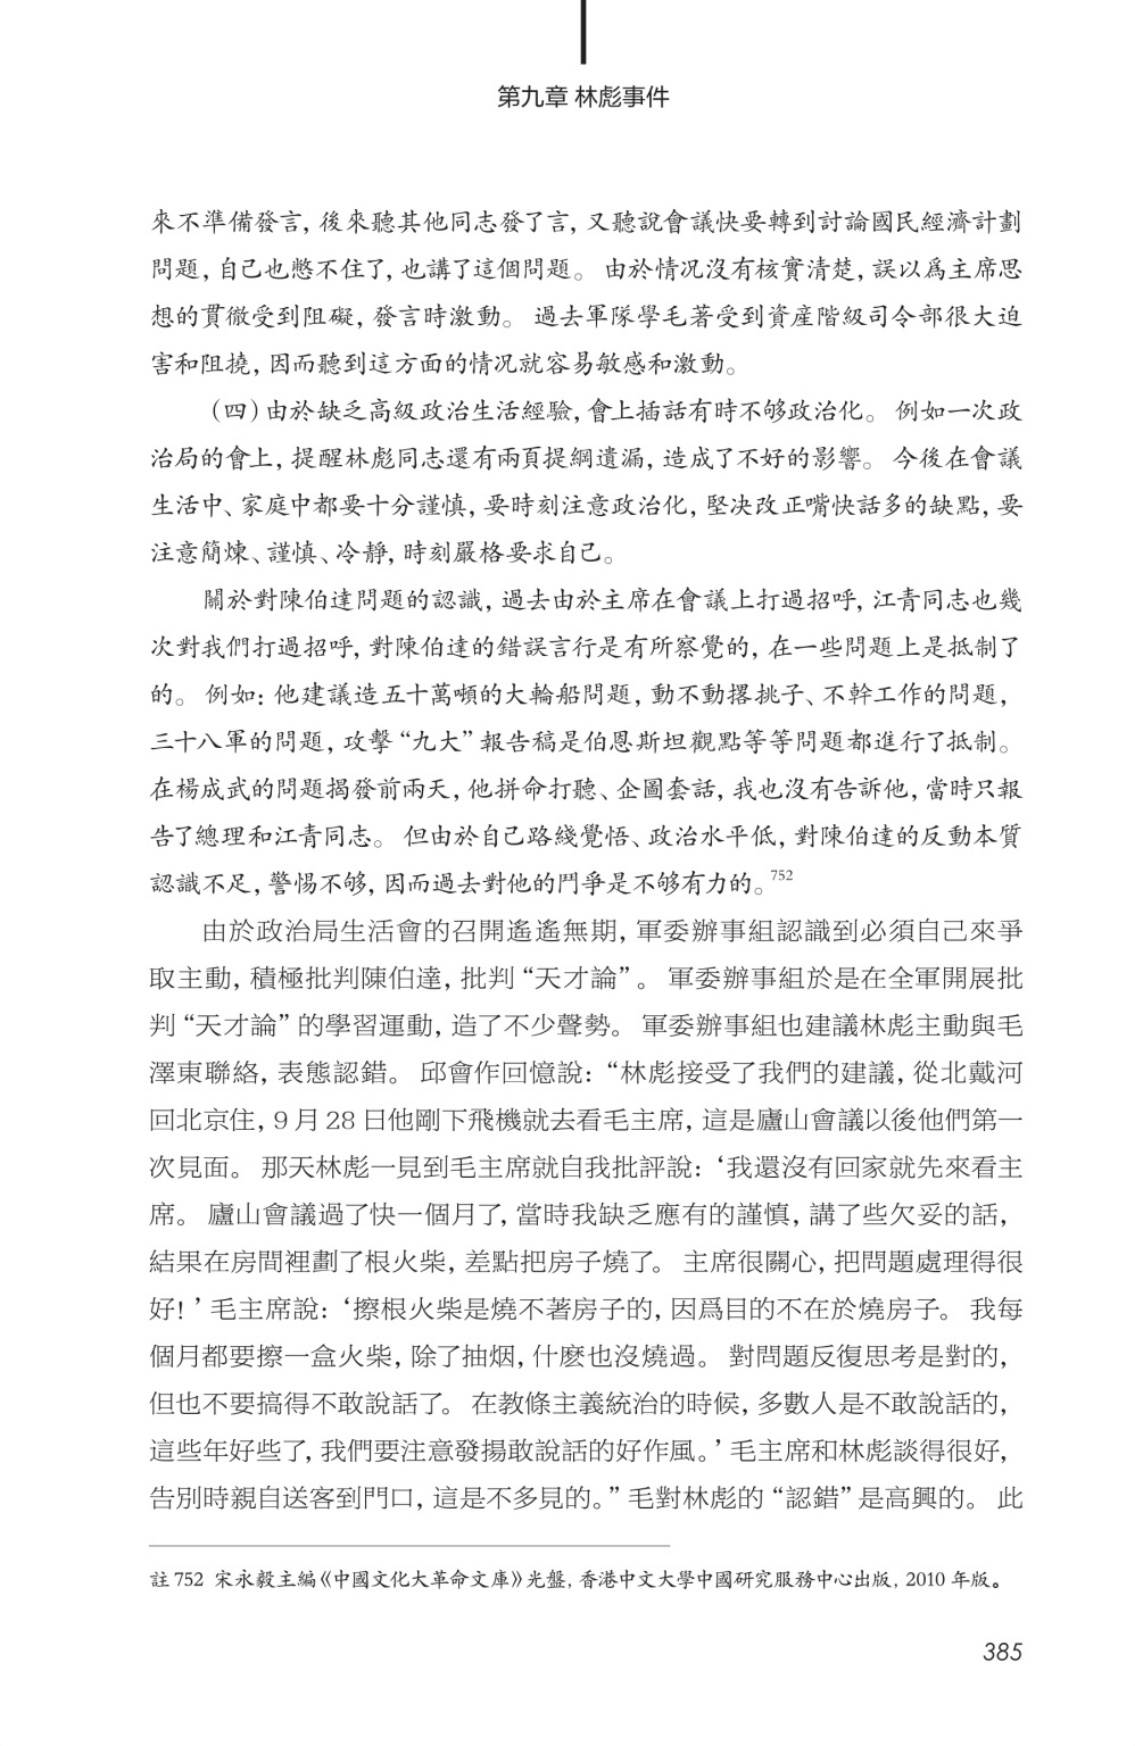 第九章 林彪事件
來不準備發言，後來聽其他同志發了言，又聽說會議快要轉到討論國民經濟計劃
問題，自己也憋不住了，也講了這個問題。 由於情况沒有核實清楚，誤以爲主席思
想的貫徹受到阻礙，發言時激動。 過去軍隊學毛著受到資産階級司令部很大迫
害和阻撓，因而聽到這方面的情况就容易敏感和激動。
（四）由於缺乏高級政治生活經驗，會上插話有時不够政治化。 例如一次政
治局的會上，提醒林彪同志還有兩頁提綱遺漏，造成了不好的影響。 今後在會議
生活中、家庭中都要十分謹慎，要時刻注意政治化，堅决改正嘴快話多的缺點，要
注意簡煉、謹慎、冷靜，時刻嚴格要求自己。
關於對陳伯達問題的認識，過去由於主席在會議上打過招呼，江青同志也幾
次對我們打過招呼，對陳伯達的錯誤言行是有所察覺的，在一些問題上是抵制了
的。 例如：他建議造五十萬噸的大輪船問題，動不動撂挑子、不幹工作的問題，
三十八軍的問題，攻擊“九大”報告稿是伯恩斯坦觀點等等問題都進行了抵制。
在楊成武的問題揭發前兩天，他拼命打聽、企圖套話，我也沒有告訴他，當時只報
告了總理和江青同志。 但由於自己路綫覺悟、政治水平低，對陳伯達的反動本質
認識不足，警惕不够，因而過去對他的鬥爭是不够有力的。752
由於政治局生活會的召開遙遙無期，軍委辦事組認識到必須自己來爭
取主動，積極批判陳伯達，批判“天才論”。 軍委辦事組於是在全軍開展批
判“天才論”的學習運動，造了不少聲勢。 軍委辦事組也建議林彪主動與毛
澤東聯絡，表態認錯。 邱會作回憶說：“林彪接受了我們的建議，從北戴河
回北京住，9 月 28 日他剛下飛機就去看毛主席，這是廬山會議以後他們第一
次見面。 那天林彪一見到毛主席就自我批評說：‘我還沒有回家就先來看主
席。 廬山會議過了快一個月了，當時我缺乏應有的謹慎，講了些欠妥的話，
結果在房間裡劃了根火柴，差點把房子燒了。 主席很關心，把問題處理得很
好！’毛主席說：‘擦根火柴是燒不著房子的，因爲目的不在於燒房子。 我每
個月都要擦一盒火柴，除了抽烟，什麽也沒燒過。 對問題反復思考是對的，
但也不要搞得不敢說話了。 在教條主義統治的時候，多數人是不敢說話的，
這些年好些了，我們要注意發揚敢說話的好作風。’毛主席和林彪談得很好，
告別時親自送客到門口，這是不多見的。”毛對林彪的“認錯”是高興的。 此
註 752 宋永毅主編《中國文化大革命文庫》光盤，香港中文大學中國研究服務中心出版，2010 年版。
385